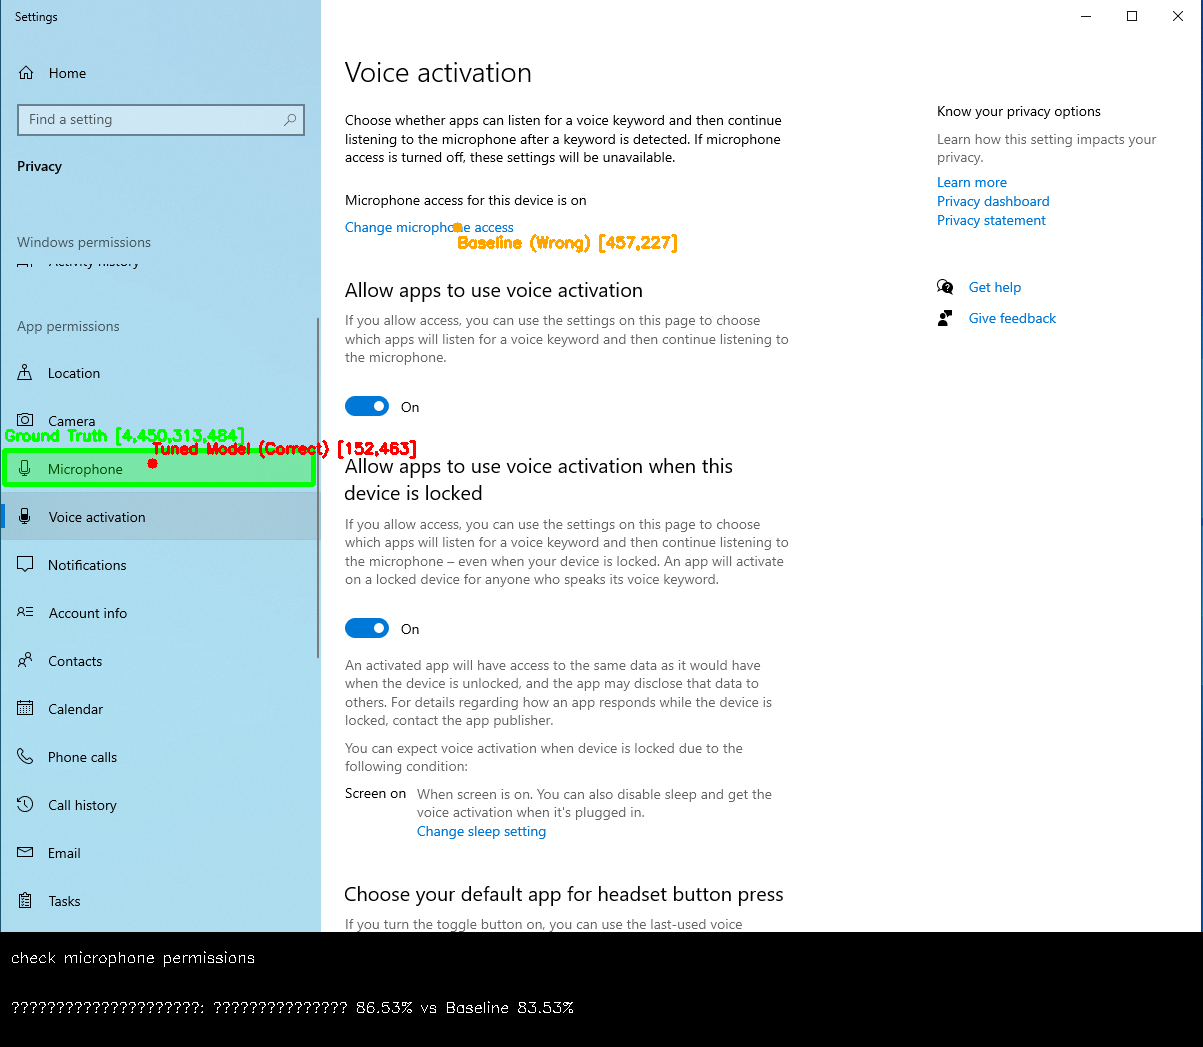 Settings
Home
Find a setting
Privacy
Windows permissions
Activity history
App permissions
Location
Camera
Ground Truth [4,450,313,484]
Microphone
Voice activation
Notifications
Account info
Contacts
Calendar
Phone calls
Call history
Email
Tasks
Voice activation
Choose whether apps can listen for a voice keyword and then continue
listening to the microphone after a keyword is detected. If microphone
access is turned off, these settings will be unavailable.
Microphone access for this device is on
Change microphone access
Baseline (Wrong) [457,227]
Allow apps to use voice activation
If you allow access, you can use the settings on this page to choose
which apps will listen for a voice keyword and then continue listening to
the microphone.
On
Tuned Model (Correct) [152,463]
Allow apps to use voice activation when this
device is locked
If you allow access, you can use the settings on this page to choose
which apps will listen for a voice keyword and then continue listening to
the microphone – even when your device is locked. An app will activate
on a locked device for anyone who speaks its voice keyword.
On
An activated app will have access to the same data as it would have
when the device is unlocked, and the app may disclose that data to
others. For details regarding how an app responds while the device is
locked, contact the app publisher.
You can expect voice activation when device is locked due to the
following condition:
Screen on When screen is on. You can also disable sleep and get the
voice activation when it's plugged in.
Change sleep setting
Choose your default app for headset button press
If you turn the toggle button on, you can use the last-used voice
Know your privacy options
Learn how this setting impacts your
privacy.
Learn more
Privacy dashboard
Privacy statement
Get help
Give feedback
check microphone permissions
?????????????????????: ??????????????? 86.53% vs Baseline 83.53%